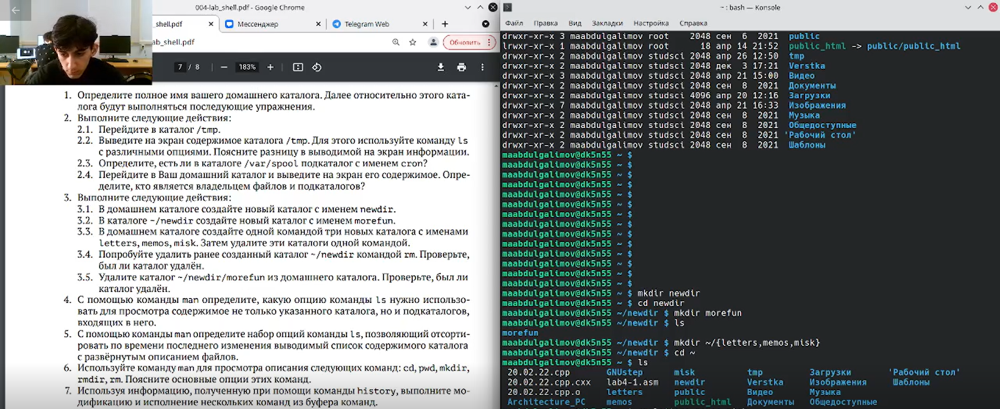 004-lab_shell.pdf - Google Chrome
_shell.pdf
Мессенджер
Telegram Web
ab_shell.pdf
Обновить
7 / 8
183%
1. Определите полное имя вашего домашнего каталога. Далее относительно этого ката-
лога будут выполняться последующие упражнения.
2. Выполните следующие действия:
2.1. Перейдите в каталог /tmp.
2.2. Выведите на экран содержимое каталога /tmp. Для этого используйте команду ls
с различными опциями. Поясните разницу в выводимой на экран информации.
2.3. Определите, есть ли в каталоге /var/spool подкаталог с именем cron?
2.4. Перейдите в Ваш домашний каталог и выведите на экран его содержимое. Опре-
делите, кто является владельцем файлов и подкаталогов?
3. Выполните следующие действия:
3.1. В домашнем каталоге создайте новый каталог с именем newdir.
3.2. В каталоге ~/newdir создайте новый каталог с именем morefun.
3.3. В домашнем каталоге создайте одной командой три новых каталога с именами
letters, memos, misk. Затем удалите эти каталоги одной командой.
3.4. Попробуйте удалить ранее созданный каталог ~/newdir командой rm. Проверьте,
был ли каталог удалён.
3.5. Удалите каталог ~/newdir/morefun из домашнего каталога. Проверьте, был ли
каталог удалён.
4. С помощью команды man определите, какую опцию команды ls нужно использо-
вать для просмотра содержимое не только указанного каталога, но и подкаталогов,
входящих в него.
5. С помощью команды man определите набор опций команды ls, позволяющий отсорти-
ровать по времени последнего изменения выводимый список содержимого каталога
с развёрнутым описанием файлов.
6. Используйте команду man для просмотра описания следующих команд: cd, pwd, mkdir,
rmdir, rm. Поясните основные опции этих команд.
7. Используя информацию, полученную при помощи команды history, выполните мо-
дификацию и исполнение нескольких команд из буфера команд.
~ : bash — Konsole
Файл Правка Вид Закладки Настройка Справка
drwxr-xr-x 3 maabdulgalimov root 2048 сен 6 2021 public
lrwxr-xr-x 1 maabdulgalimov root 18 апр 14 21:52 public_html -> public/public_html
drwxr-xr-x 2 maabdulgalimov studsci 2048 апр 26 12:50 tmp
drwxr-xr-x 2 maabdulgalimov studsci 2048 дек 3 17:21 Verstka
drwxr-xr-x 3 maabdulgalimov studsci 2048 апр 21 15:00 Видео
drwxr-xr-x 2 maabdulgalimov studsci 2048 сен 8 2021 Документы
drwxr-xr-x 2 maabdulgalimov studsci 4096 апр 20 12:16 Загрузки
drwxr-xr-x 7 maabdulgalimov studsci 2048 апр 21 16:33 Изображения
drwxr-xr-x 2 maabdulgalimov studsci 2048 сен 8 2021 Музыка
drwxr-xr-x 2 maabdulgalimov studsci 2048 сен 8 2021 Общедоступные
drwxr-xr-x 2 maabdulgalimov studsci 2048 сен 8 2021 'Рабочий стол'
drwxr-xr-x 2 maabdulgalimov studsci 2048 сен 8 2021 Шаблоны
maabdulgalimov@dk5n55 ~ $
maabdulgalimov@dk5n55 ~ $
maabdulgalimov@dk5n55 ~ $
maabdulgalimov@dk5n55 ~ $
maabdulgalimov@dk5n55 ~ $
maabdulgalimov@dk5n55 ~ $
maabdulgalimov@dk5n55 ~ $
maabdulgalimov@dk5n55 ~ $
maabdulgalimov@dk5n55 ~ $
maabdulgalimov@dk5n55 ~ $
maabdulgalimov@dk5n55 ~ $
maabdulgalimov@dk5n55 ~ $
maabdulgalimov@dk5n55 ~ $
maabdulgalimov@dk5n55 ~ $
maabdulgalimov@dk5n55 ~ $ mkdir newdir
maabdulgalimov@dk5n55 ~ $ cd newdir
maabdulgalimov@dk5n55 ~/newdir $ mkdir morefun
maabdulgalimov@dk5n55 ~/newdir $ ls
morefun
maabdulgalimov@dk5n55 ~/newdir $ mkdir ~/{letters,memos,misk}
maabdulgalimov@dk5n55 ~/newdir $ cd ~
maabdulgalimov@dk5n55 ~ $ ls
20.02.22.cpp GNUstep misk tmp Загрузки 'Рабочий стол'
20.02.22.cpp.cxx lab4-1.asm newdir Verstka Изображения Шаблоны
20.02.22.cpp.o letters public Видео Музыка
Architecture_PC memos public_html Документы Общедоступные